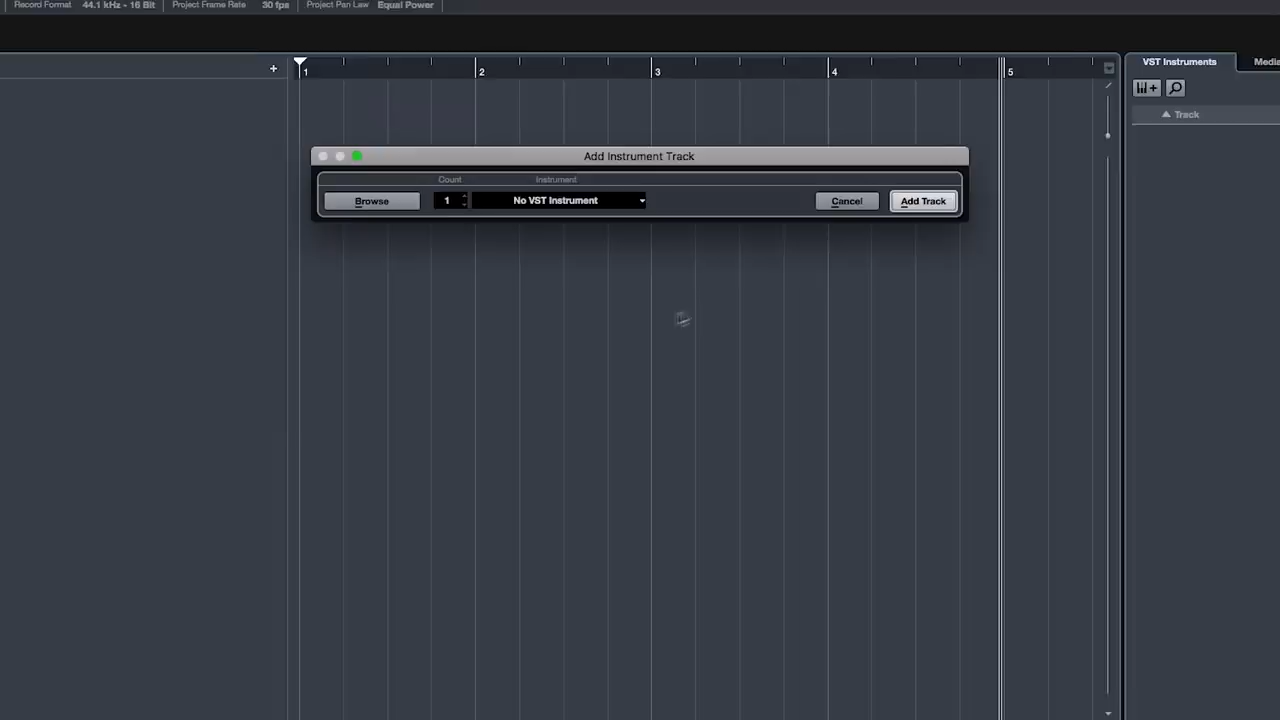 Record Format 44.1 kHz - 16 Bit Project Frame Rate 30 fps Project Pan Law Equal Power
+ 1 2 3 4 5 VST Instruments Media
Track
Add Instrument Track
Count Instrument
Browse 1 No VST Instrument Cancel Add Track